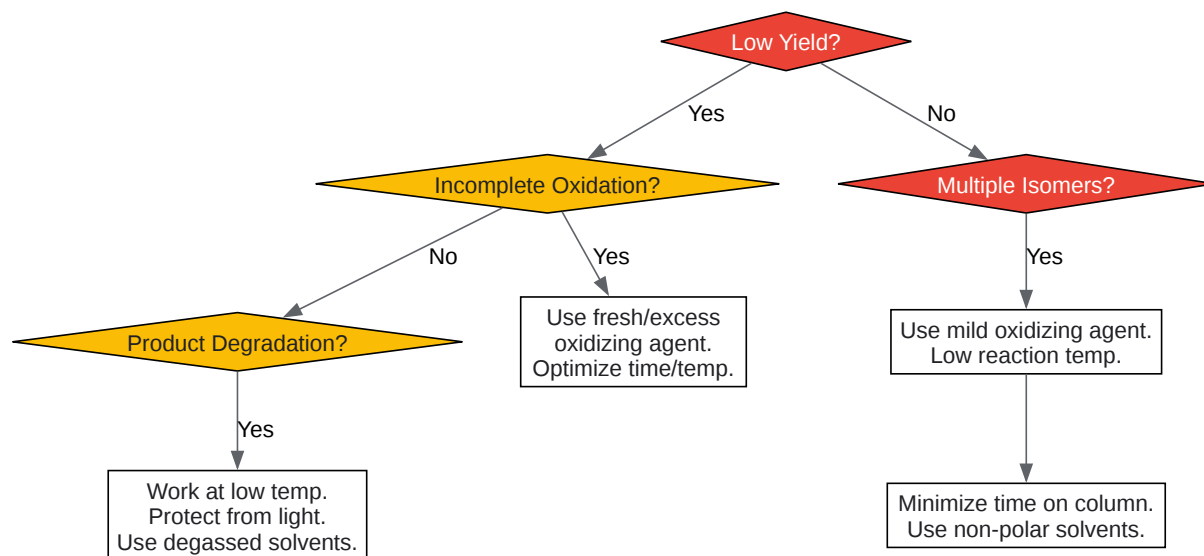 Low Yield?
Yes
No
Incomplete Oxidation?
Multiple Isomers?
No
Yes
Yes
Use fresh/excess
oxidizing agent.
Optimize time/temp.
Use mild oxidizing agent.
Low reaction temp.
Product Degradation?
Yes
Work at low temp.
Protect from light.
Use degassed solvents.
Minimize time on column.
Use non-polar solvents.